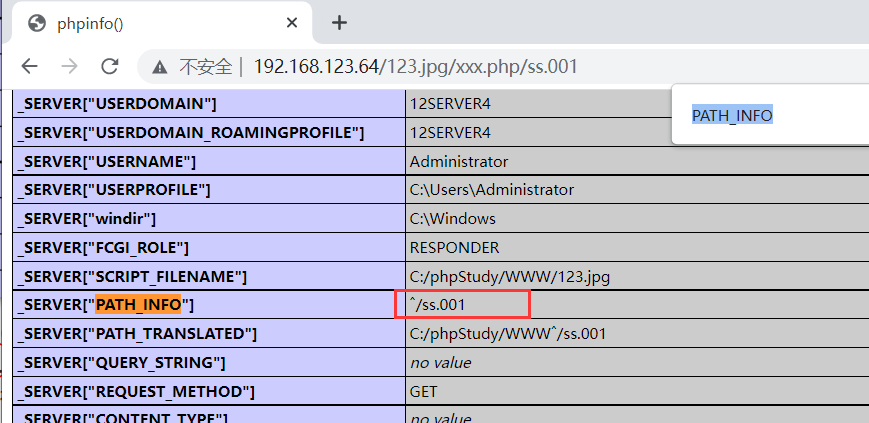 phpinfo()
不安全 | 192.168.123.64/123.jpg/xxx.php/ss.001
PATH_INFO
_SERVER["USERDOMAIN"] 12SERVER4
_SERVER["USERDOMAIN_ROAMINGPROFILE"] 12SERVER4
_SERVER["USERNAME"] Administrator
_SERVER["USERPROFILE"] C:\Users\Administrator
_SERVER["windir"] C:\Windows
_SERVER["FCGI_ROLE"] RESPONDER
_SERVER["SCRIPT_FILENAME"] C:/phpStudy/WWW/123.jpg
_SERVER["PATH_INFO"] ˆ/ss.001
_SERVER["PATH_TRANSLATED"] C:/phpStudy/WWWˆ/ss.001
_SERVER["QUERY_STRING"] no value
_SERVER["REQUEST_METHOD"] GET
_SERVER["CONTENT_TYPE"] no value